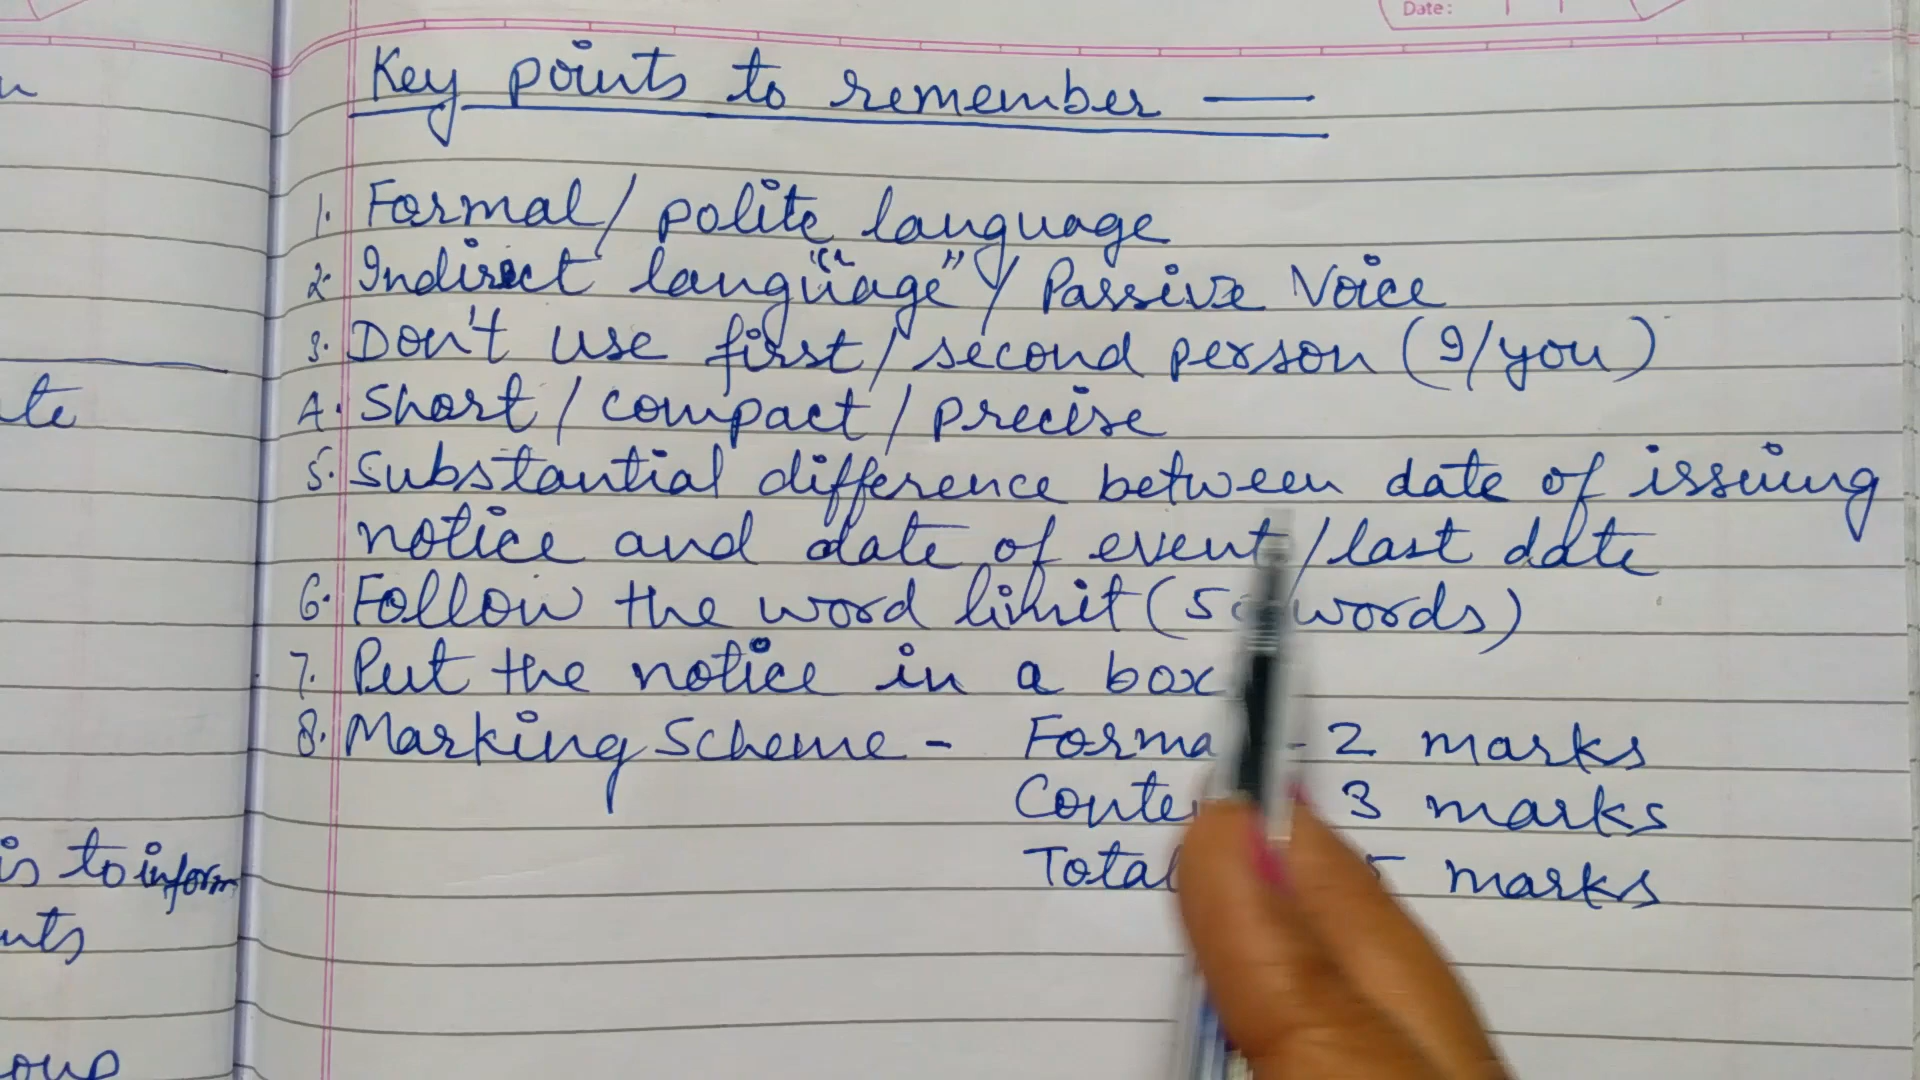 Date:
Key points to remember —
1. Formal/ polite language
2. Indirect language / Passive Voice
3. Don't use first/second person (I/you)
4. Short / compact / precise
5. Substantial difference between date of issuing
notice and date of event/last date
6. Follow the word limit (50 words)
7. Put the notice in a box
8. Marking Scheme - Format - 2 marks
Content 3 marks
Total 5 marks
is to inform